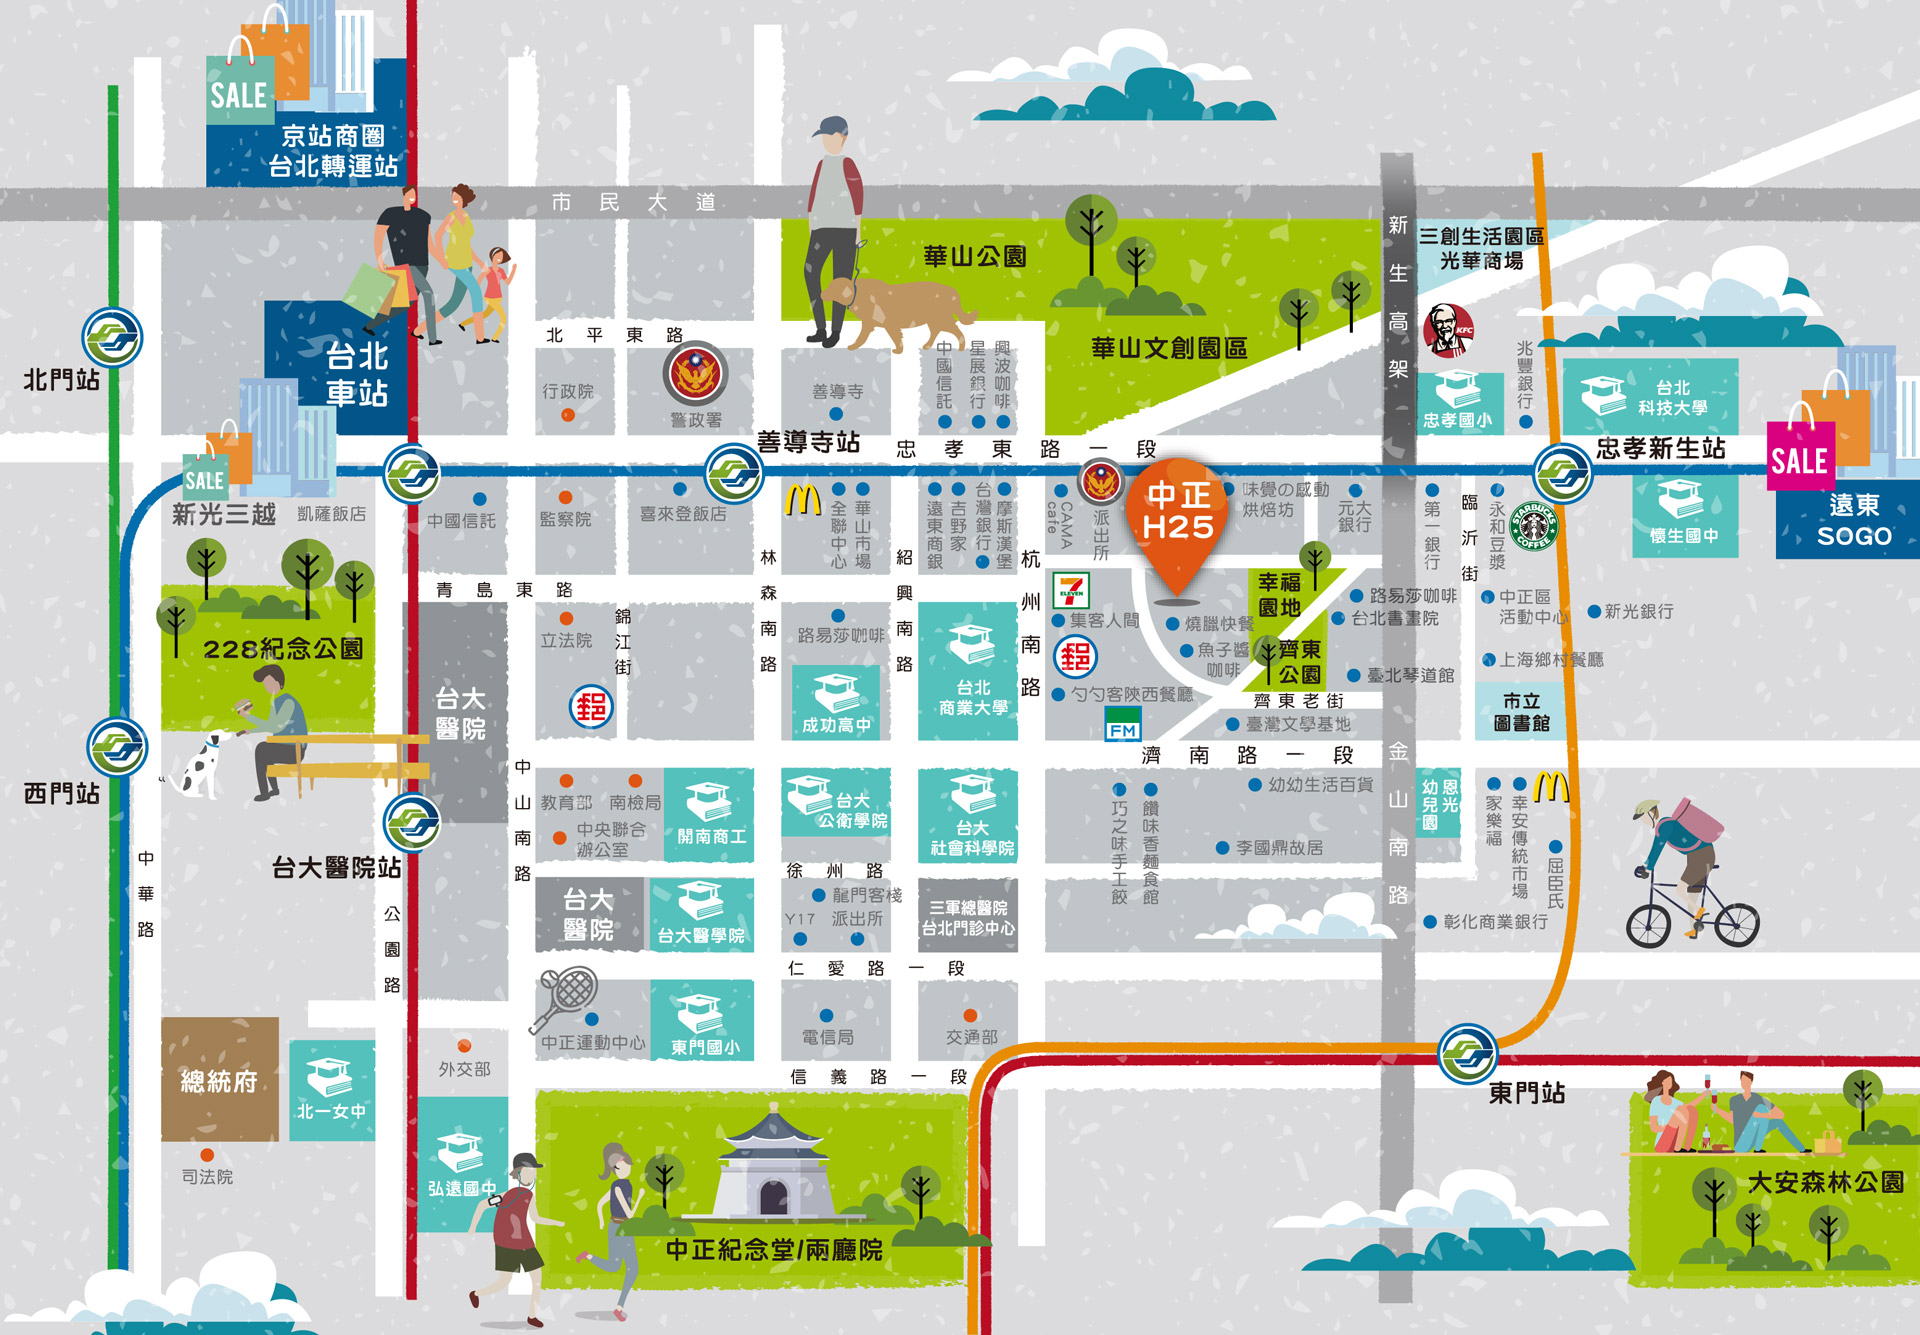 SALE
京站商圈
台北轉運站
市民大道
華山公園
新生高架
三創生活園區
光華商場
北門站
台北
車站
北平東路
行政院
警政署
善導寺
中國信託
星展銀行
興波咖啡
華山文創園區
KFC
忠孝國小
兆豐銀行
台北
科技大學
善導寺站
忠孝東路一段
忠孝新生站
SALE
遠東
SOGO
SALE
新光三越
凱薩飯店
中國信託
監察院
喜來登飯店
全聯中心
華山市場
遠東商銀
吉野家
台灣銀行
摩斯漢堡
CAMA
cafe
派出所
中正
H25
味覺の感動
烘焙坊
元大
銀行
第一銀行
臨沂街
永和豆漿
STARBUCKS
COFFEE
懷生國中
228紀念公園
青島東路
立法院
錦江街
林森南路
路易莎咖啡
紹興南路
杭州南路
7
ELEVEN
集客人間
郵
勺勺客陝西餐廳
FM
燒臘快餐
魚子醬
咖啡
幸福
園地
齊東
公園
齊東老街
臺灣文學基地
路易莎咖啡
台北書畫院
臺北琴道館
中正區
活動中心
新光銀行
上海鄉村餐廳
市立
圖書館
台大
醫院
郵
成功高中
台北
商業大學
濟南路一段
金山南路
西門站
中山南路
教育部
南檢局
中央聯合
辦公室
開南商工
台大
公衛學院
台大
社會科學院
巧之味手工餃
饡味香麵食館
幼幼生活百貨
李國鼎故居
恩光
幼兒園
家樂福
幸安傳統市場
屈臣氏
彰化商業銀行
台大醫院站
中華路
公園路
徐州路
台大
醫院
台大醫學院
龍門客棧
Y17
派出所
三軍總醫院
台北門診中心
仁愛路一段
中正運動中心
東門國小
電信局
交通部
信義路一段
總統府
司法院
北一女中
外交部
弘遠國中
中正紀念堂/兩廳院
東門站
大安森林公園